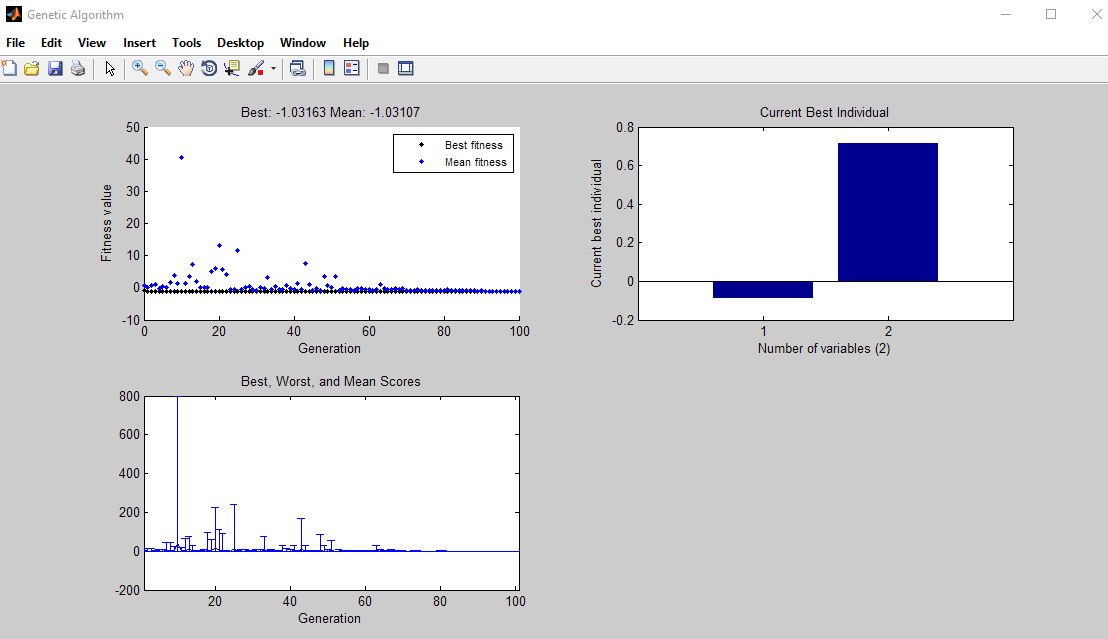 Genetic Algorithm
File Edit View Insert Tools Desktop Window Help
Best: -1.03163 Mean: -1.03107
50
40
30
20
10
0
-10
Fitness value
Best fitness
Mean fitness
0 20 40 60 80 100
Generation
Current Best Individual
0.8
0.6
0.4
0.2
0
-0.2
Current best individual
1 2
Number of variables (2)
Best, Worst, and Mean Scores
800
600
400
200
0
-200
20 40 60 80 100
Generation